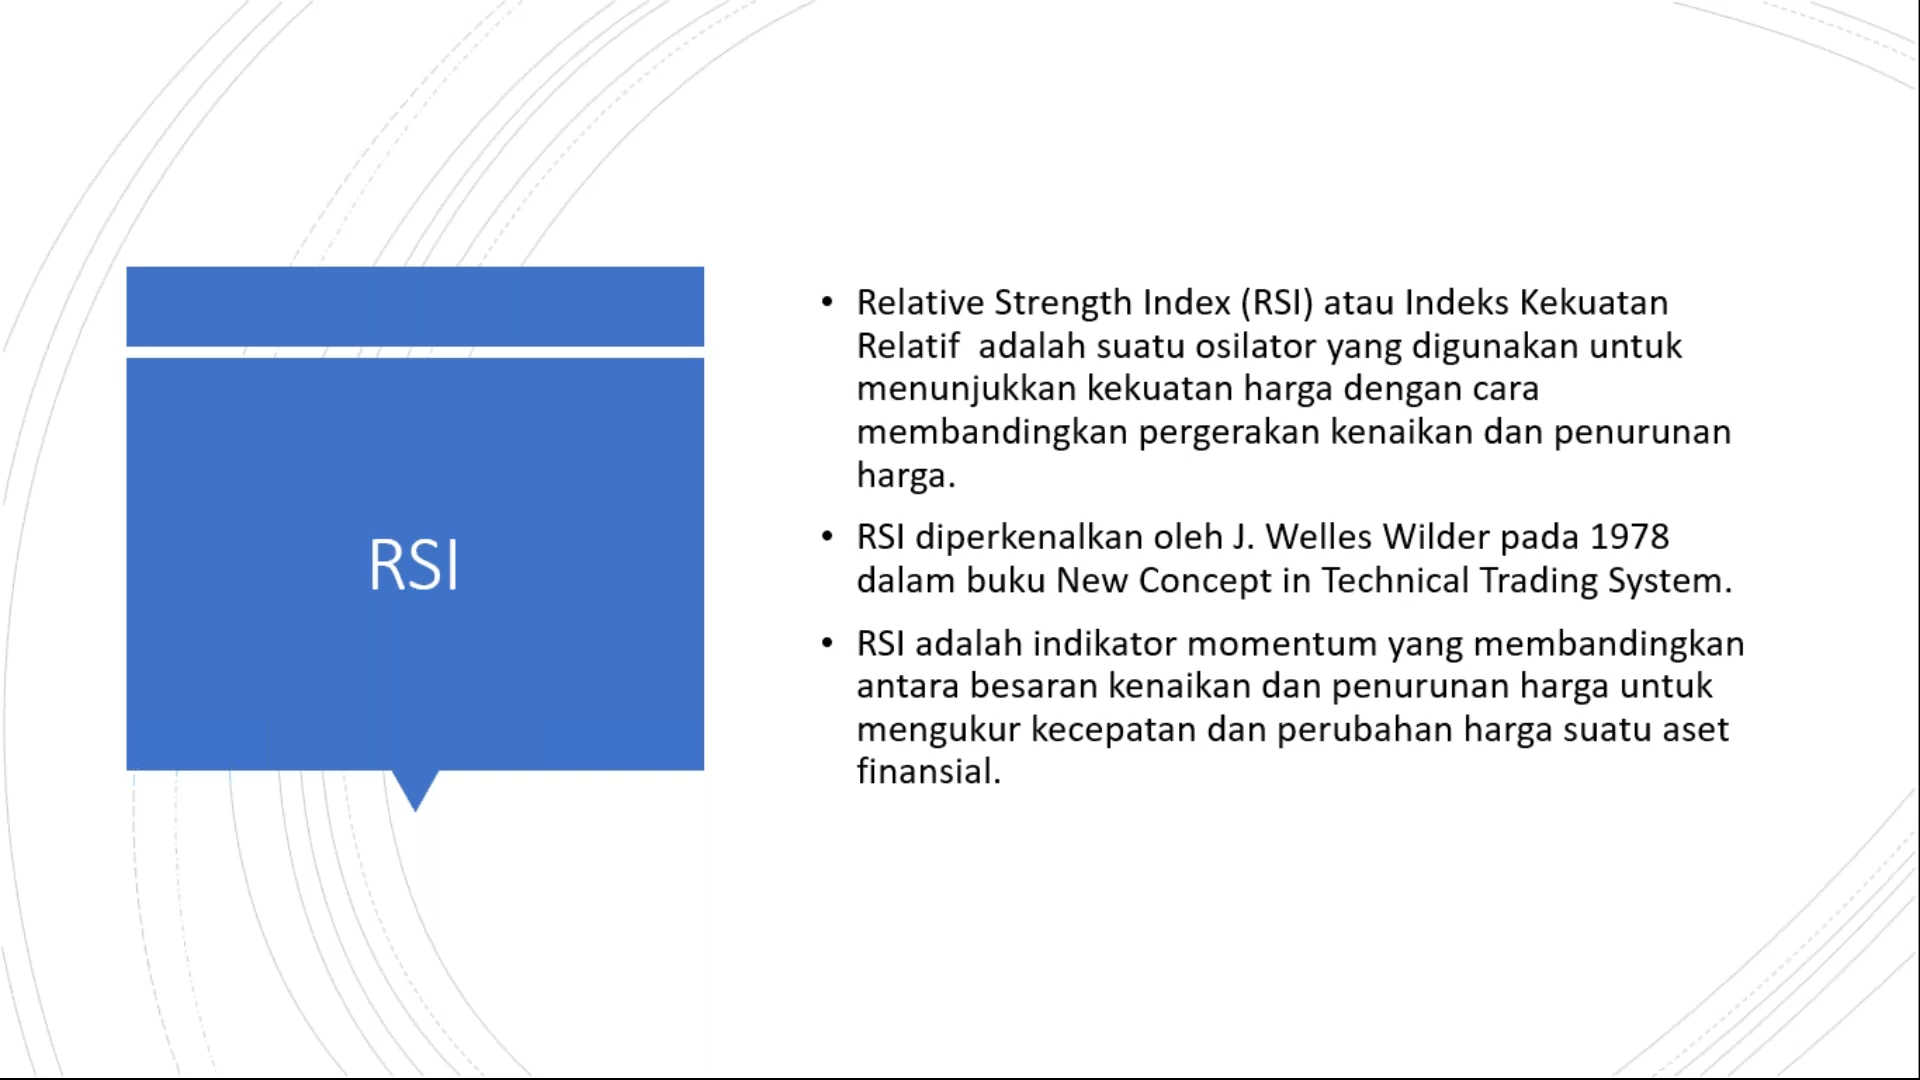 RSI
• Relative Strength Index (RSI) atau Indeks Kekuatan
Relatif  adalah suatu osilator yang digunakan untuk
menunjukkan kekuatan harga dengan cara
membandingkan pergerakan kenaikan dan penurunan
harga.
• RSI diperkenalkan oleh J. Welles Wilder pada 1978
dalam buku New Concept in Technical Trading System.
• RSI adalah indikator momentum yang membandingkan
antara besaran kenaikan dan penurunan harga untuk
mengukur kecepatan dan perubahan harga suatu aset
finansial.